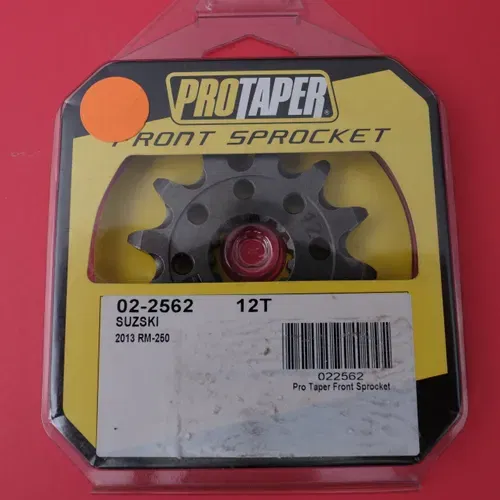 PROTAPER®
FRONT SPROCKET
02-2562 12T
SUZSKI
2013 RM-250
022562
Pro Taper Front Sprocket